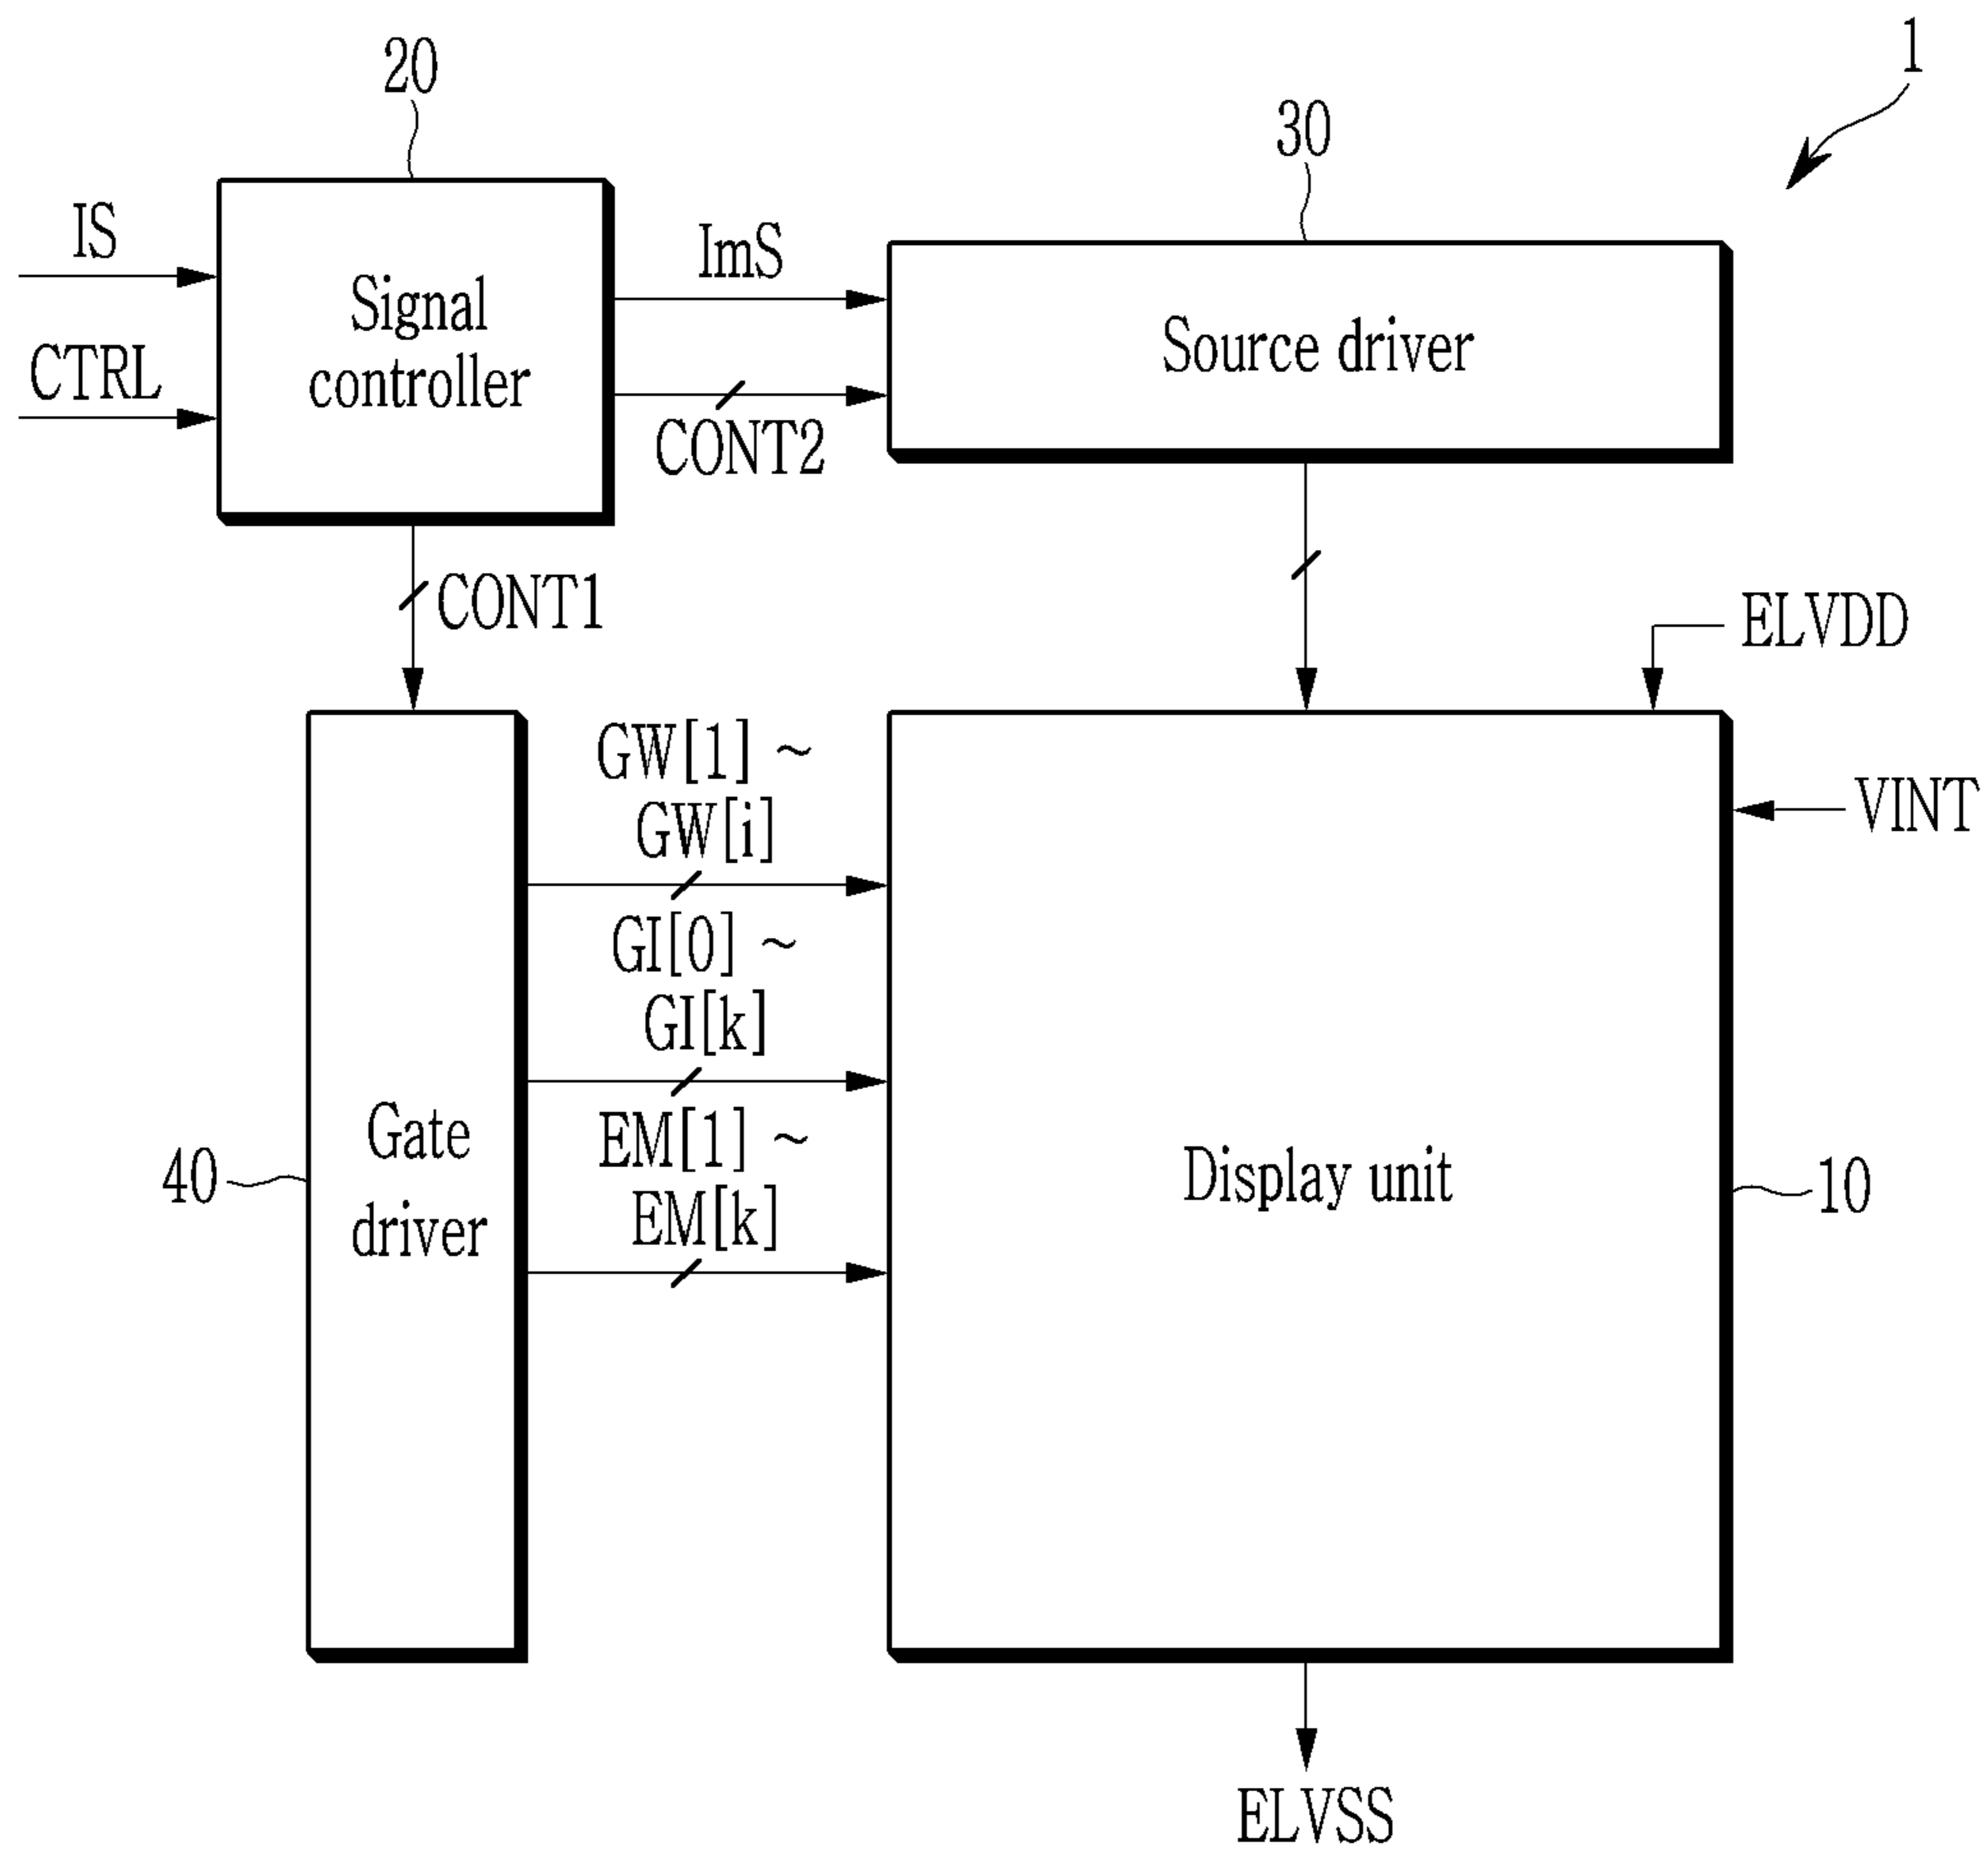 1
20
30
IS
CTRL
Signal
controller
ImS
CONT2
Source driver
CONT1
ELVDD
VINT
GW[1] ~
GW[i]
GI[0] ~
GI[k]
EM[1] ~
EM[k]
Gate
driver
40
Display unit
10
ELVSS